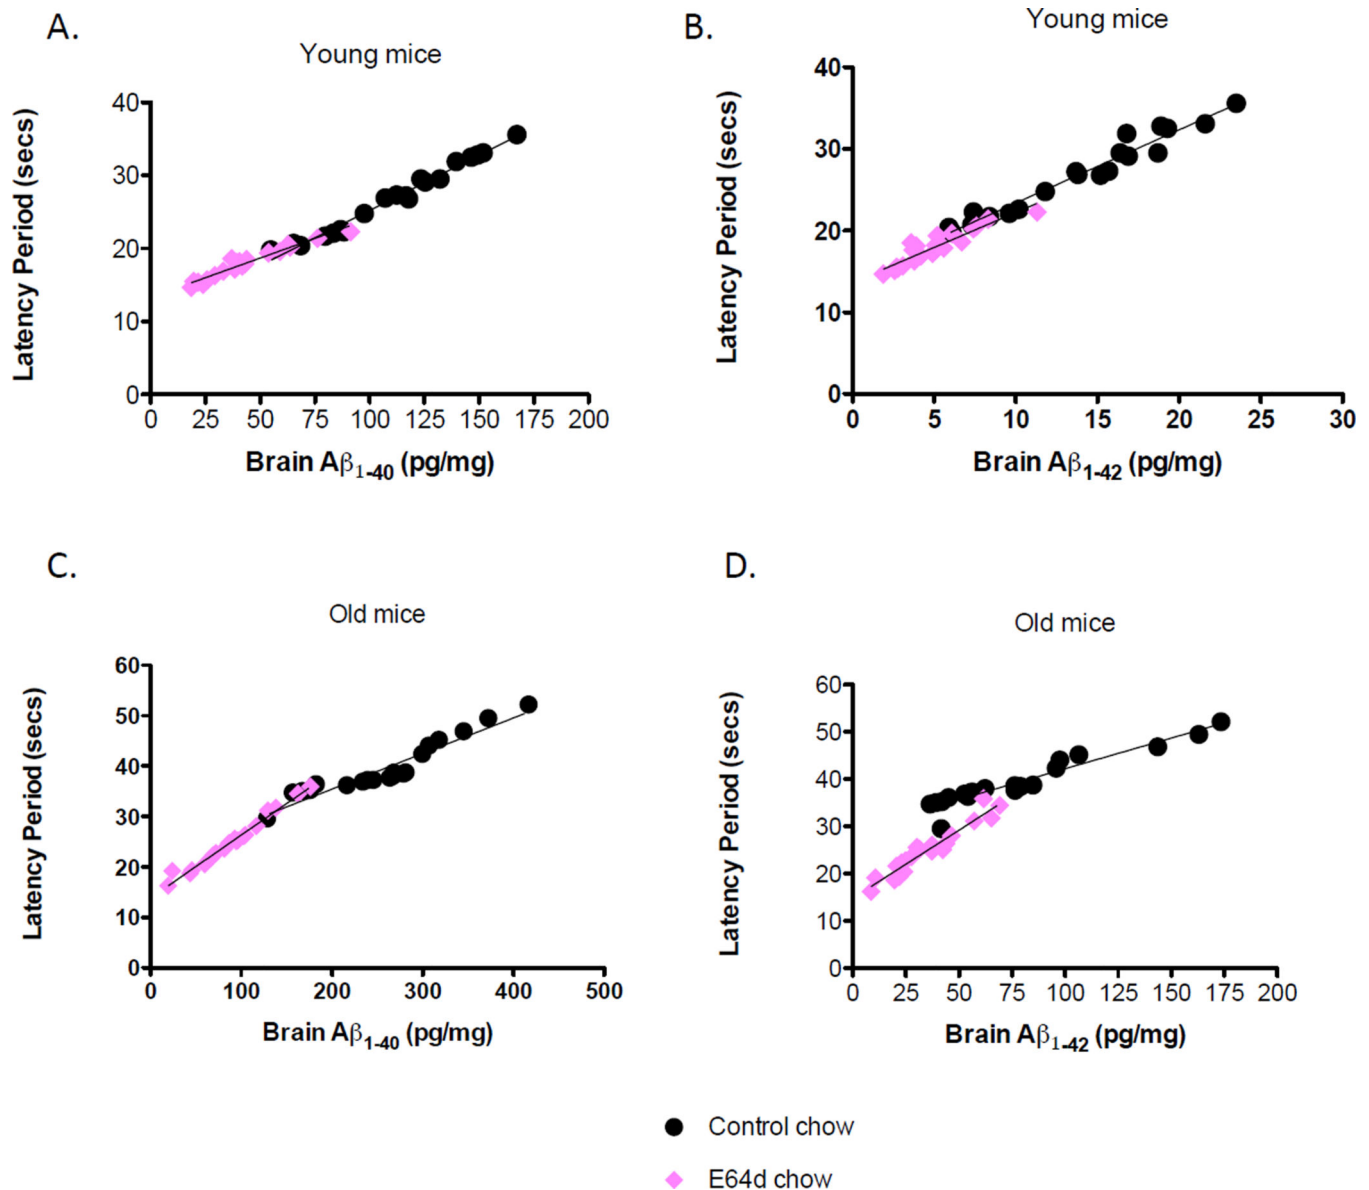 A.
Young mice
Latency Period (secs)
40
30
20
10
0
0 25 50 75 100 125 150 175 200
Brain Aβ1-40 (pg/mg)
B.
Young mice
Latency Period (secs)
40
30
20
10
0
0 5 10 15 20 25 30
Brain Aβ1-42 (pg/mg)
C.
Old mice
Latency Period (secs)
60
50
40
30
20
10
0
0 100 200 300 400 500
Brain Aβ1-40 (pg/mg)
D.
Old mice
Latency Period (secs)
60
50
40
30
20
10
0
0 25 50 75 100 125 150 175 200
Brain Aβ1-42 (pg/mg)
Control chow
E64d chow